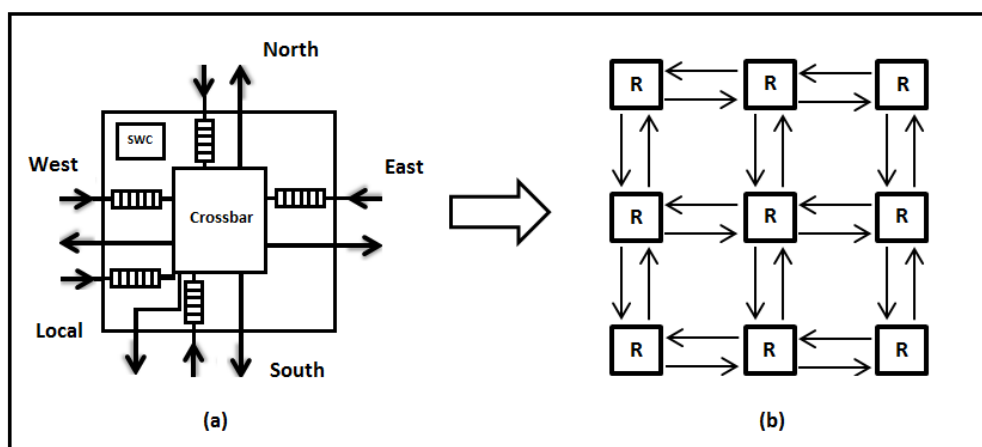 North
SWC
West
East
Crossbar
Local
South
(a)
R R R
R R R
R R R
(b)